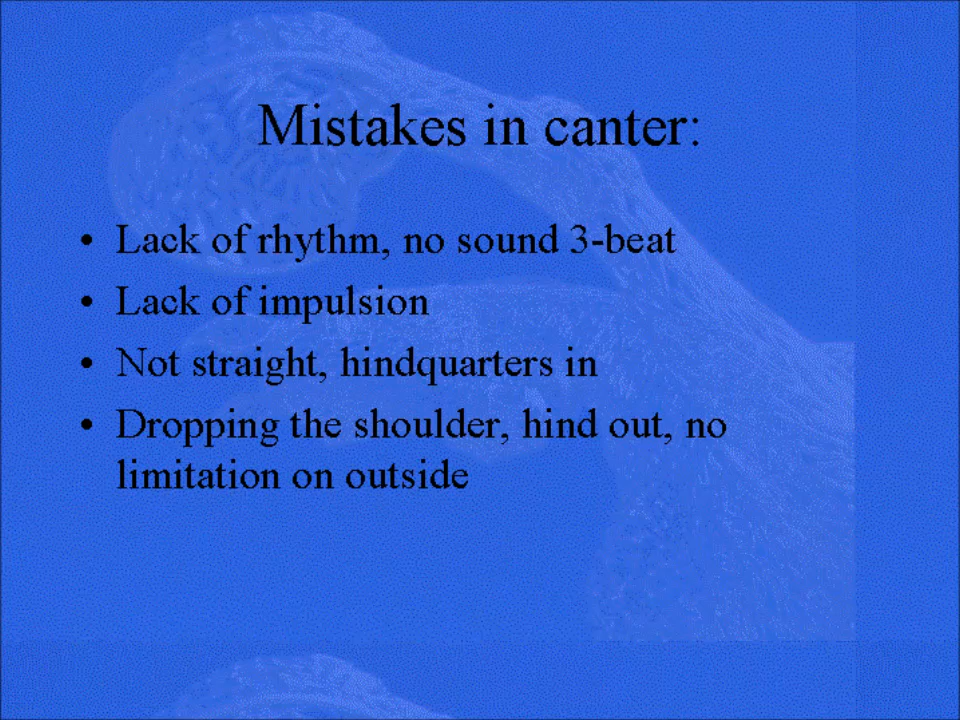 Mistakes in canter:
• Lack of rhythm, no sound 3-beat
• Lack of impulsion
• Not straight, hindquarters in
• Dropping the shoulder, hind out, no
limitation on outside